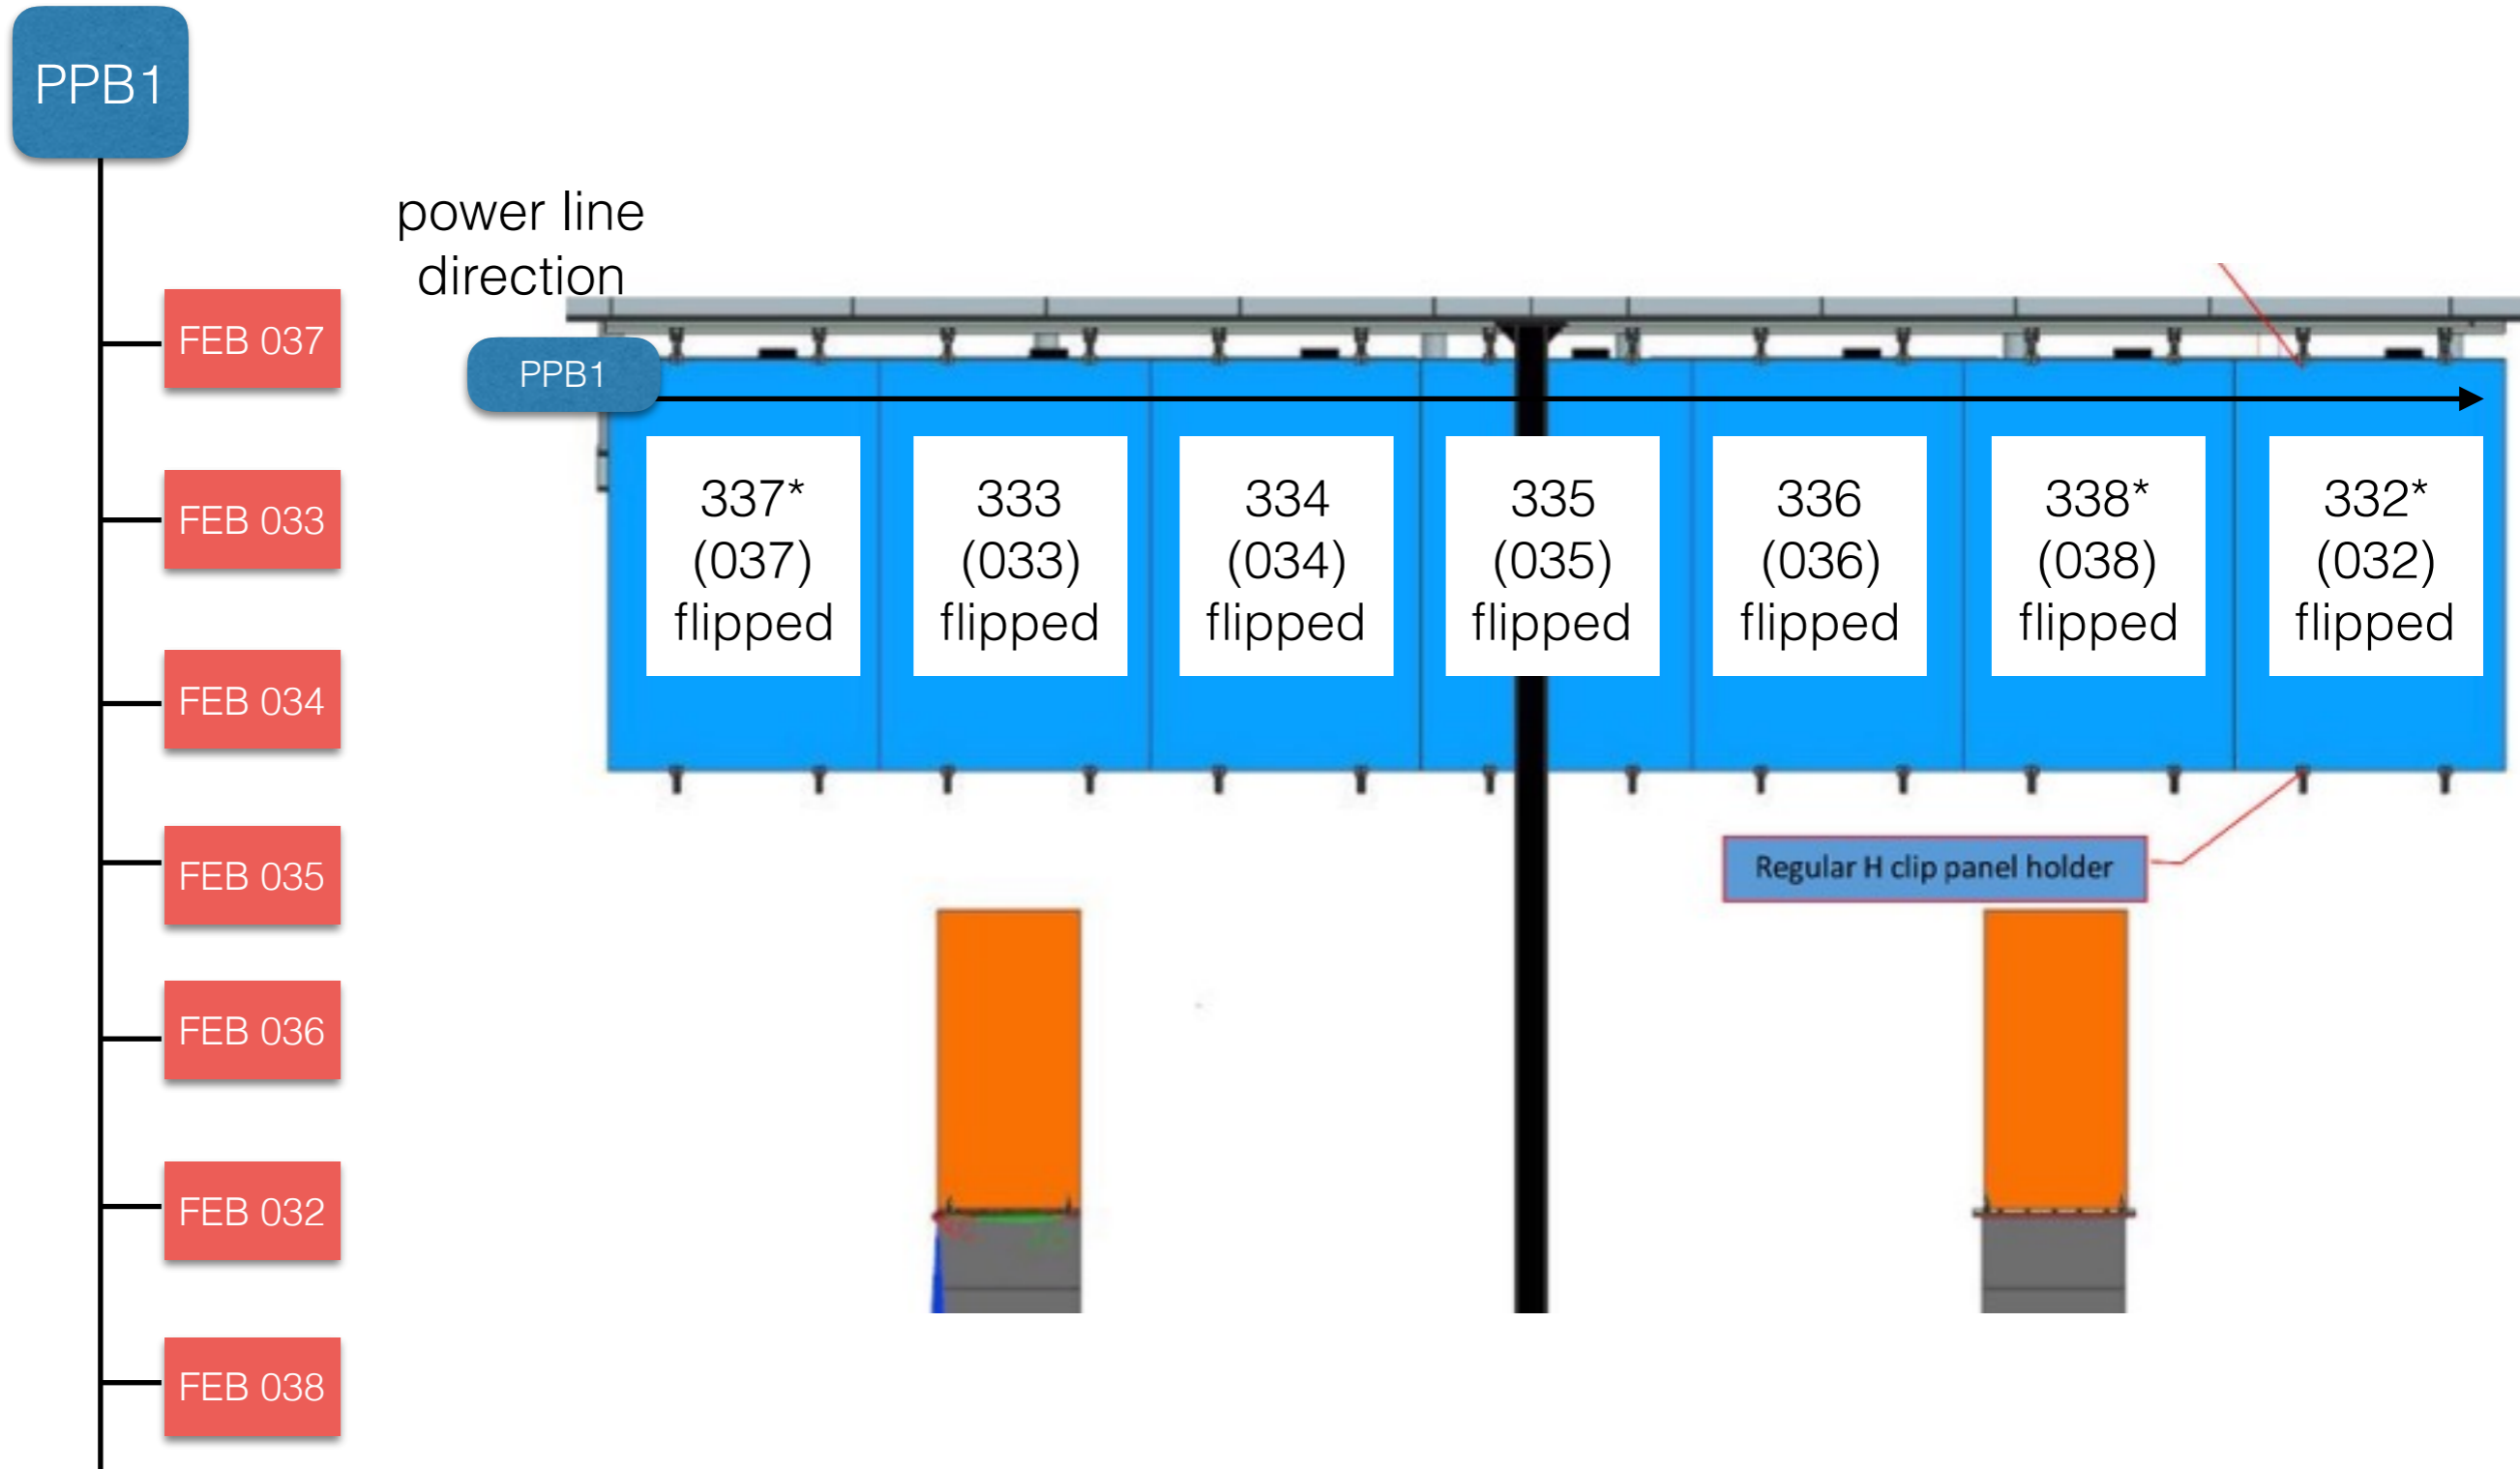 PPB1
FEB 037
FEB 033
FEB 034
FEB 035
FEB 036
FEB 032
FEB 038
power line
direction
PPB1
337*
(037)
flipped
333
(033)
flipped
334
(034)
flipped
335
(035)
flipped
336
(036)
flipped
338*
(038)
flipped
332*
(032)
flipped
Regular H clip panel holder